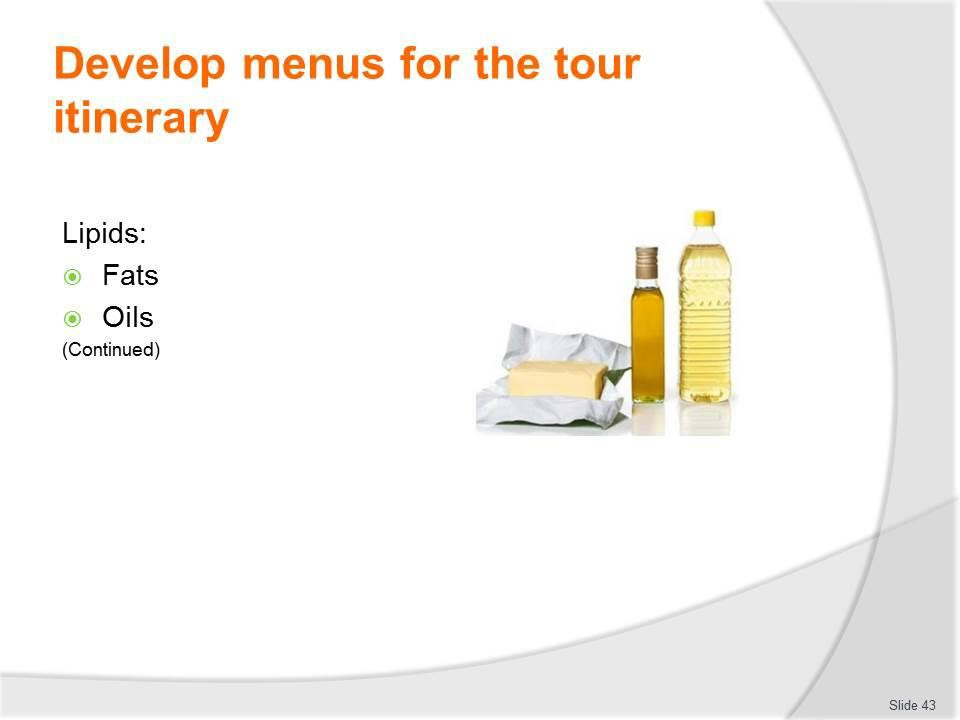 Develop menus for the tour
itinerary
Lipids:
Fats
Oils
(Continued)
Slide 43